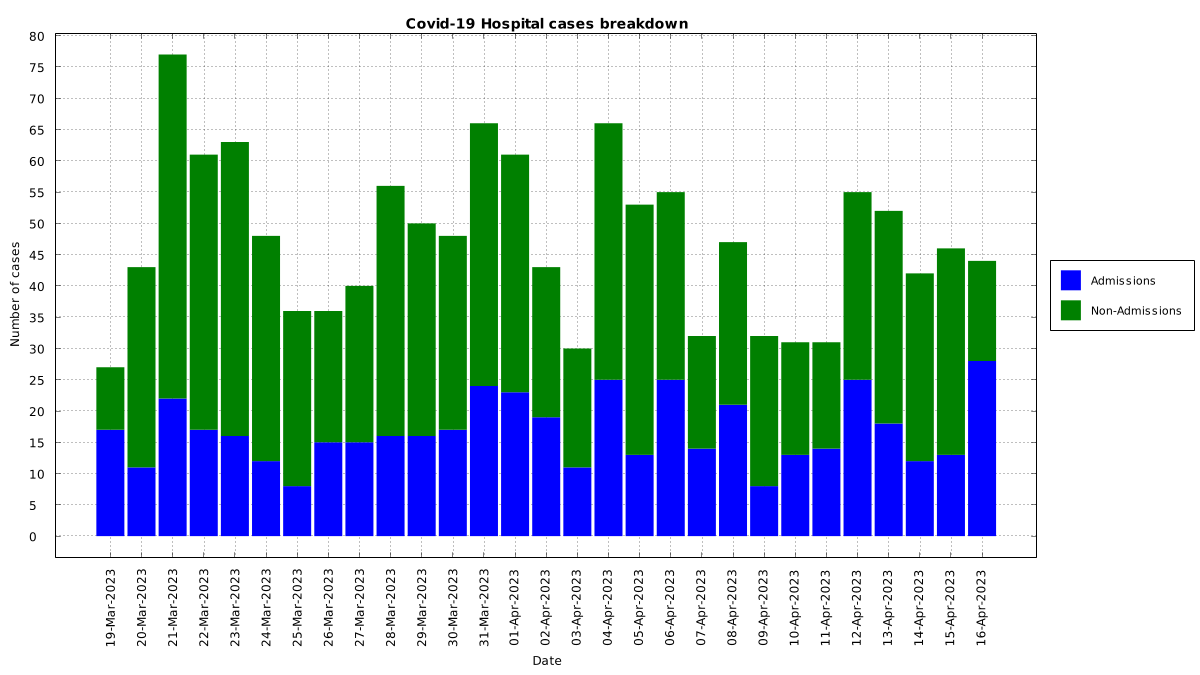 Covid-19 Hospital cases breakdown
80
75
70
65
60
55
50
45
40
35
30
25
20
15
10
5
0
Number of cases
19-Mar-2023
20-Mar-2023
21-Mar-2023
22-Mar-2023
23-Mar-2023
24-Mar-2023
25-Mar-2023
26-Mar-2023
27-Mar-2023
28-Mar-2023
29-Mar-2023
30-Mar-2023
31-Mar-2023
01-Apr-2023
02-Apr-2023
03-Apr-2023
04-Apr-2023
05-Apr-2023
06-Apr-2023
07-Apr-2023
08-Apr-2023
09-Apr-2023
10-Apr-2023
11-Apr-2023
12-Apr-2023
13-Apr-2023
14-Apr-2023
15-Apr-2023
16-Apr-2023
Date
Admissions
Non-Admissions